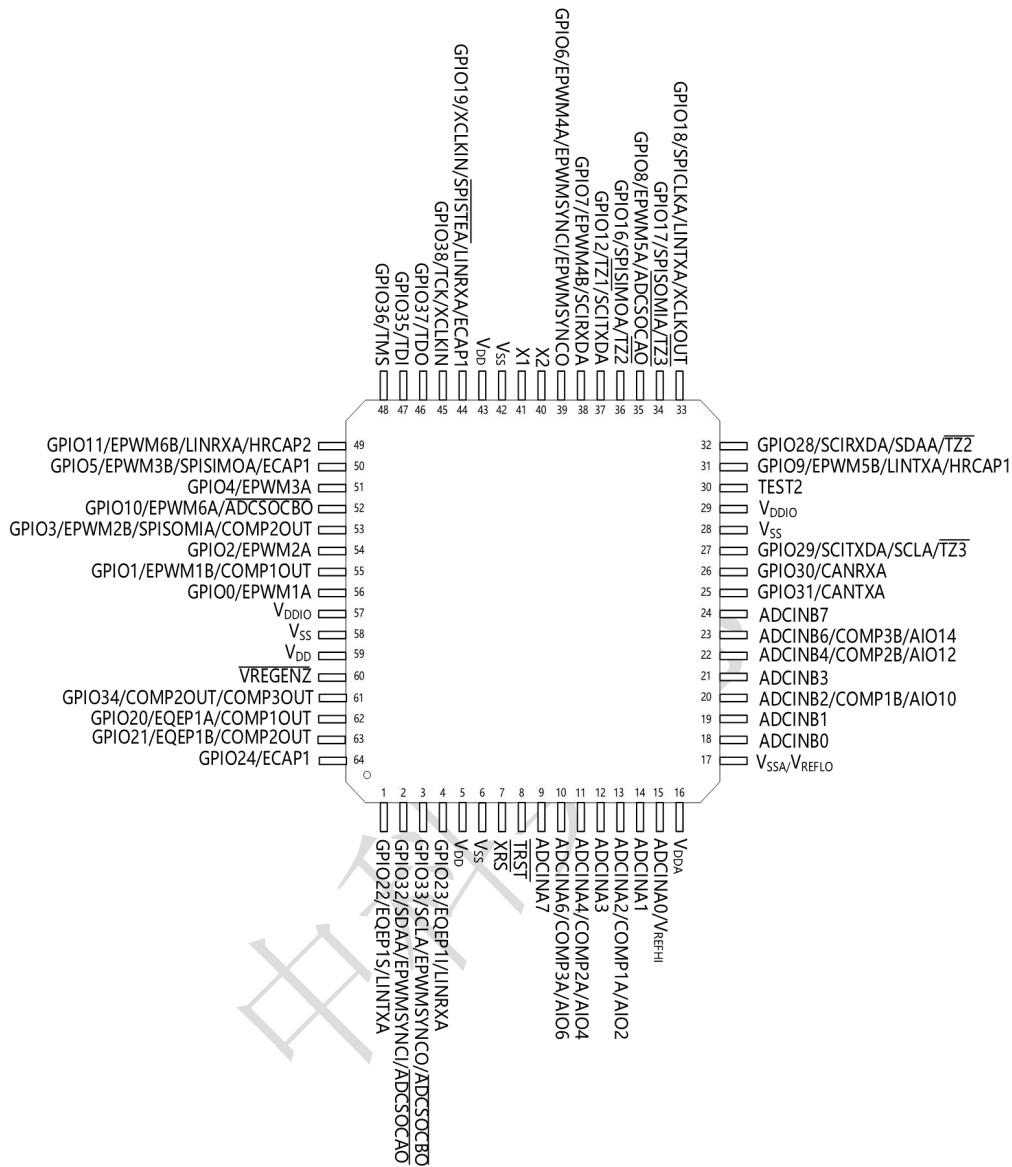 GPIO36/TMS
GPIO35/TDI
GPIO37/TDO
GPIO38/TCK/XCLKIN
GPIO19/XCLKIN/SPISTEA/LINRXA/ECAP1
VDD
VSS
X1
X2
GPIO6/EPWM4A/EPWMSYNCI/EPWMSYNCO
GPIO7/EPWM4B/SCIRXDA
GPIO12/TZ1/SCITXDA
GPIO16/SPISIMOA/TZ2
GPIO8/EPWM5A/ADCSOCAO
GPIO17/SPISOMIA/TZ3
GPIO18/SPICLKA/LINTXA/XCLKOUT
48 47 46 45 44 43 42 41 40 39 38 37 36 35 34 33
GPIO11/EPWM6B/LINRXA/HRCAP2 49
GPIO5/EPWM3B/SPISIMOA/ECAP1 50
GPIO4/EPWM3A 51
GPIO10/EPWM6A/ADCSOCBO 52
GPIO3/EPWM2B/SPISOMIA/COMP2OUT 53
GPIO2/EPWM2A 54
GPIO1/EPWM1B/COMP1OUT 55
GPIO0/EPWM1A 56
VDDIO 57
VSS 58
VDD 59
VREGENZ 60
GPIO34/COMP2OUT/COMP3OUT 61
GPIO20/EQEP1A/COMP1OUT 62
GPIO21/EQEP1B/COMP2OUT 63
GPIO24/ECAP1 64
32 GPIO28/SCIRXDA/SDAA/TZ2
31 GPIO9/EPWM5B/LINTXA/HRCAP1
30 TEST2
29 VDDIO
28 VSS
27 GPIO29/SCITXDA/SCLA/TZ3
26 GPIO30/CANRXA
25 GPIO31/CANTXA
24 ADCINB7
23 ADCINB6/COMP3B/AIO14
22 ADCINB4/COMP2B/AIO12
21 ADCINB3
20 ADCINB2/COMP1B/AIO10
19 ADCINB1
18 ADCINB0
17 VSSA/VREFLO
1 2 3 4 5 6 7 8 9 10 11 12 13 14 15 16
GPIO22/EQEP1S/LINTXA
GPIO32/SDAA/EPWMSYNCI/ADCSOCAO
GPIO33/SCLA/EPWMSYNCO/ADCSOCBO
GPIO23/EQEP1I/LINRXA
VDD
VSS
XRS
TRST
ADCINA7
ADCINA6/COMP3A/AIO6
ADCINA4/COMP2A/AIO4
ADCINA3
ADCINA2/COMP1A/AIO2
ADCINA1
ADCINA0/VREFHI
VDDA
中科